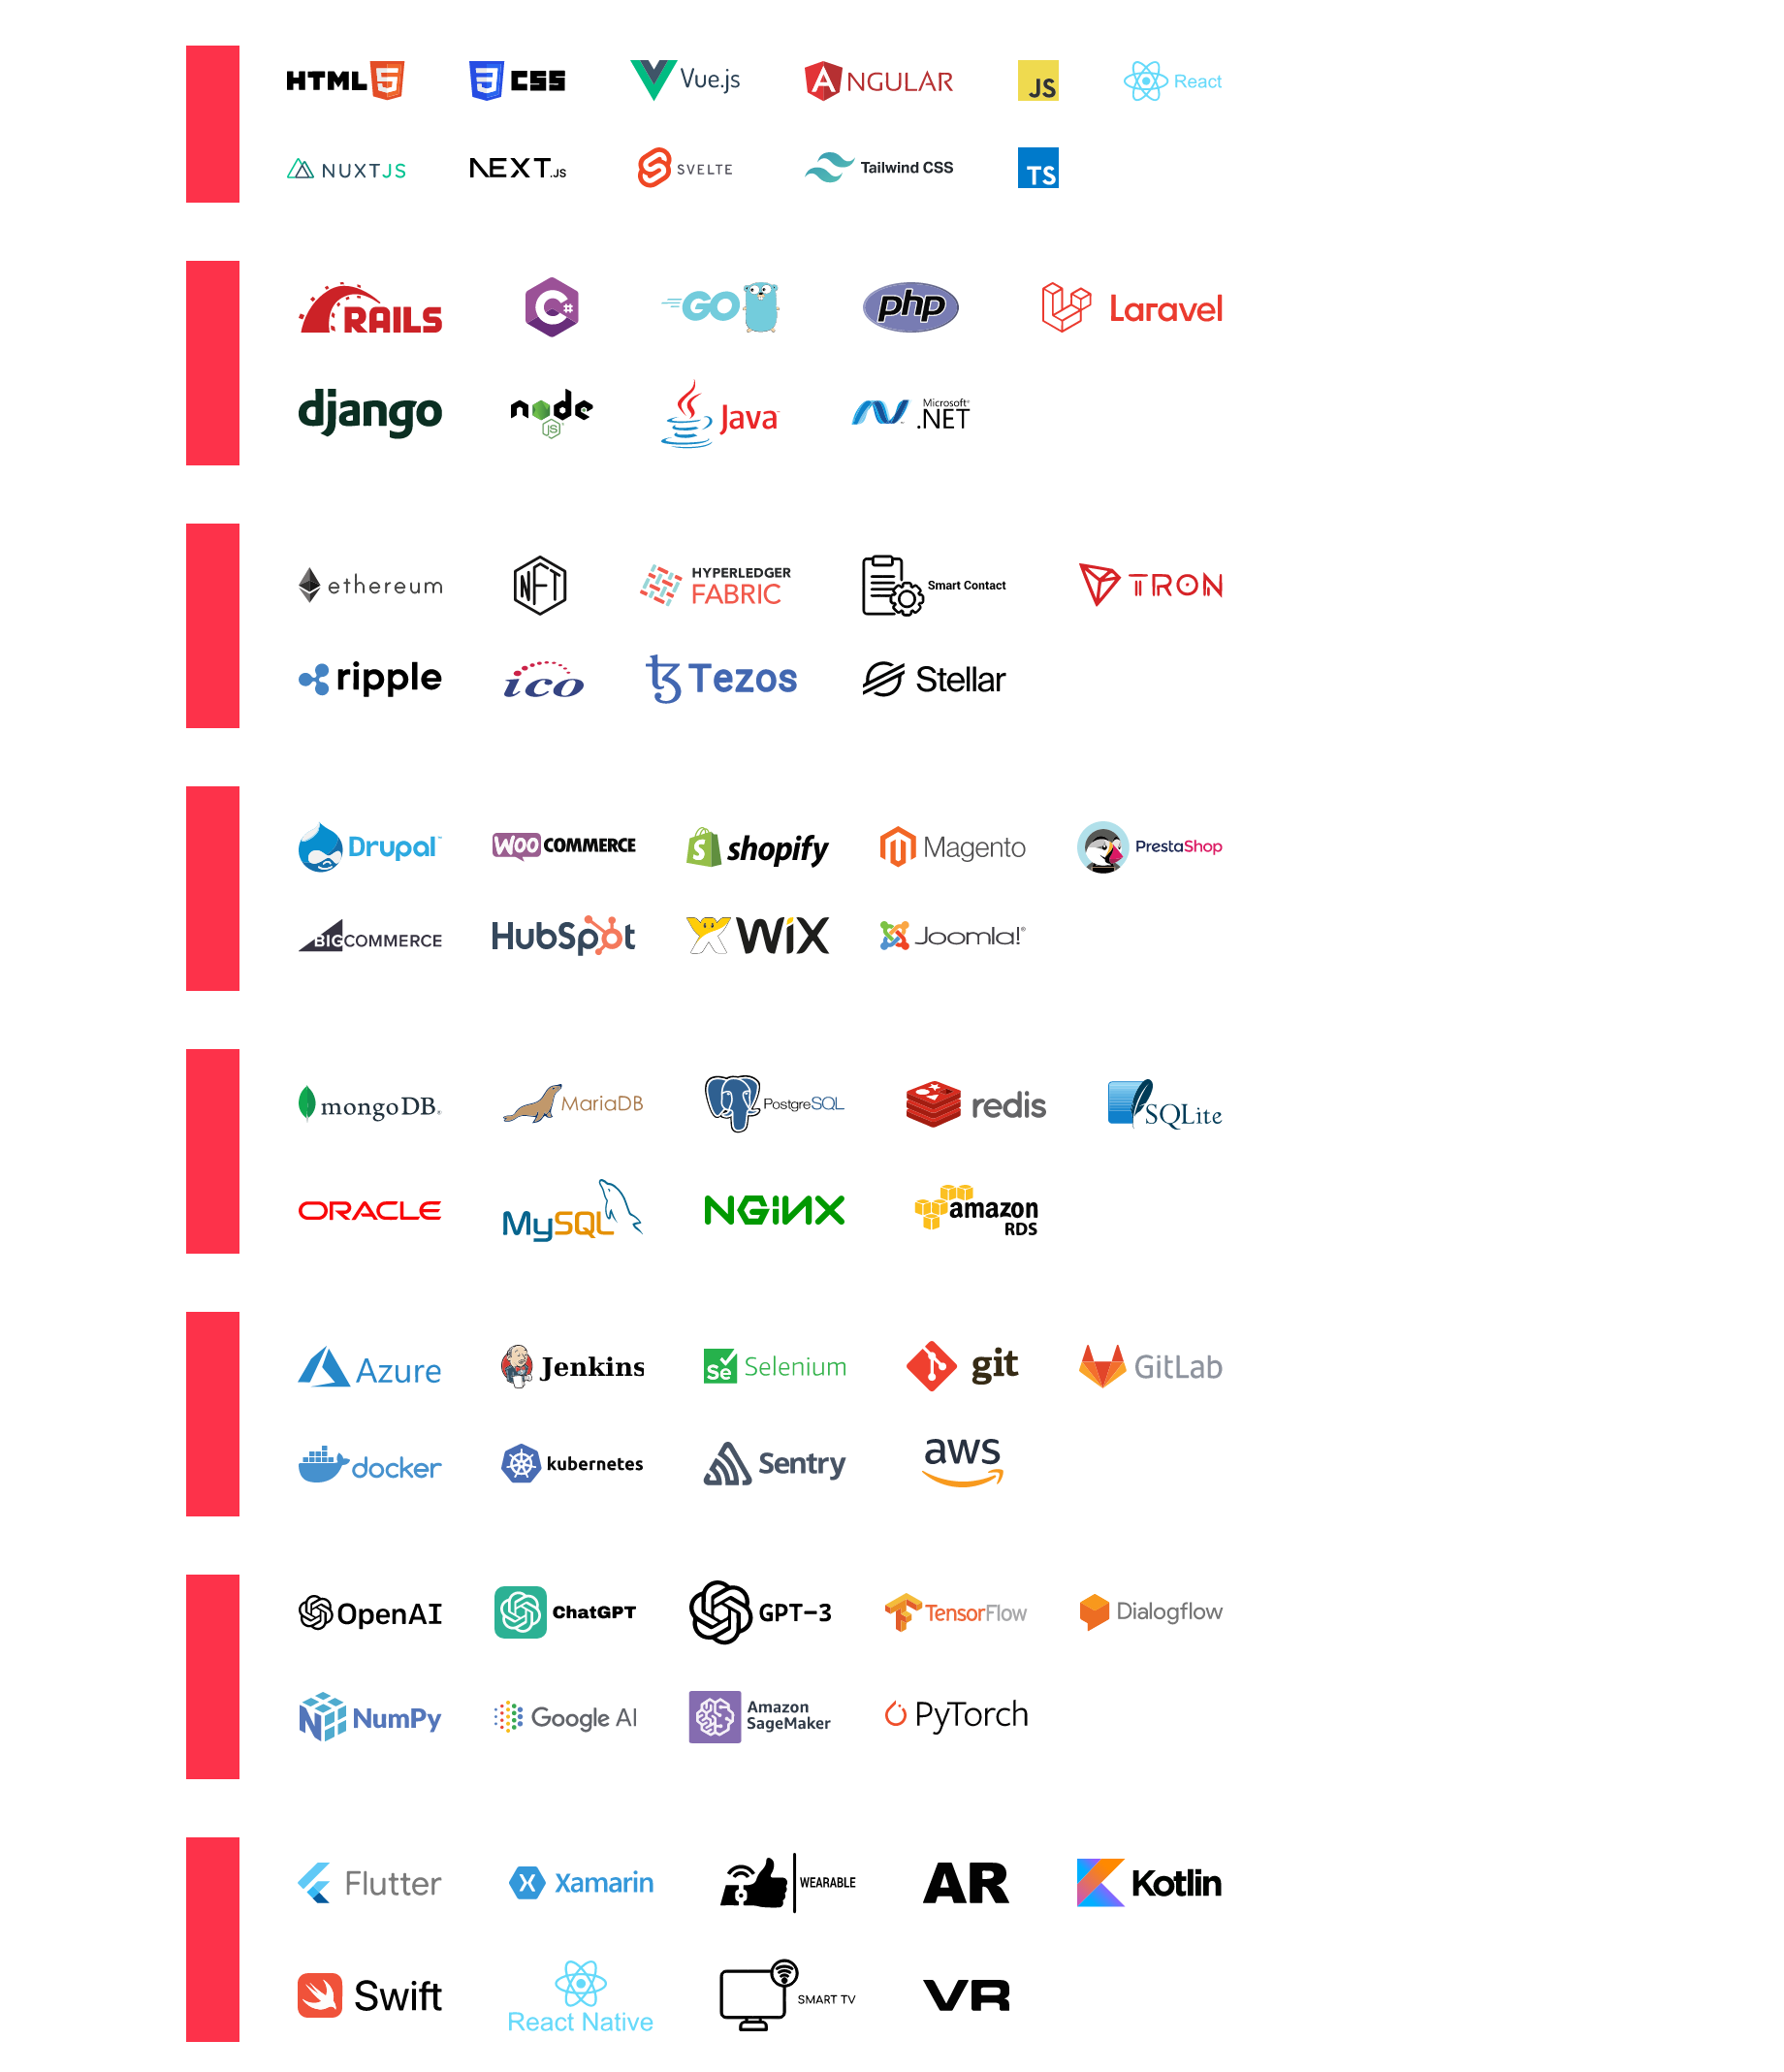 HTML 5
3 CSS
Vue.js
ANGULAR
JS
React
NUXTJS
NEXT.JS
SVELTE
Tailwind CSS
TS
RAILS
C#
GO
php
Laravel
django
node JS
Java
Microsoft .NET
ethereum
NFT
HYPERLEDGER
FABRIC
Smart Contact
TRON
ripple
ico
Tezos
Stellar
Drupal™
WOO COMMERCE
shopify
Magento
PrestaShop
BIGCOMMERCE
HubSpot
WiX
Joomla!®
mongoDB®
MariaDB
PostgreSQL
redis
SQLite
ORACLE
MySQL
NGiNX
amazon
RDS
Azure
Jenkins
Se Selenium
git
GitLab
docker
kubernetes
Sentry
aws
OpenAI
ChatGPT
GPT-3
TensorFlow
Dialogflow
NumPy
Google AI
Amazon
SageMaker
PyTorch
Flutter
Xamarin
WEARABLE
AR
Kotlin
Swift
React Native
SMART TV
VR